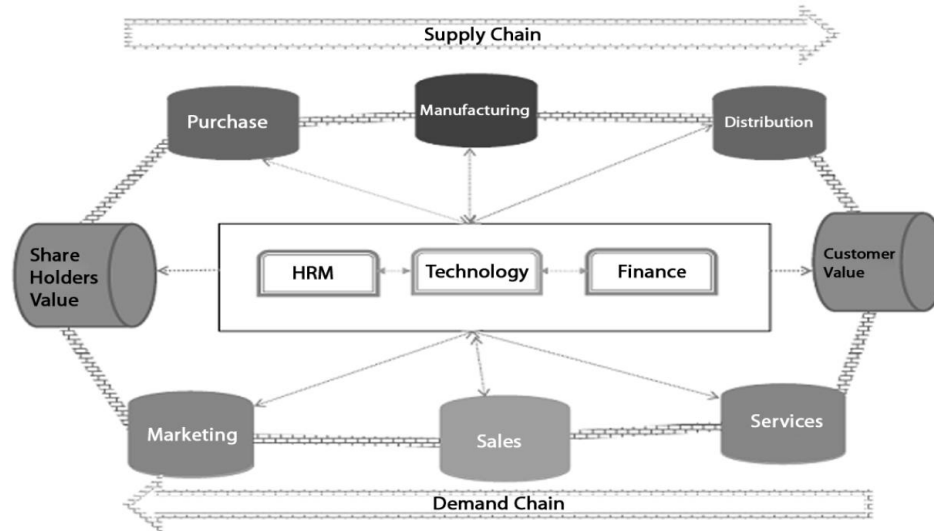 Supply Chain
Purchase
Manufacturing
Distribution
Share
Holders
Value
HRM
Technology
Finance
Customer
Value
Marketing
Sales
Services
Demand Chain